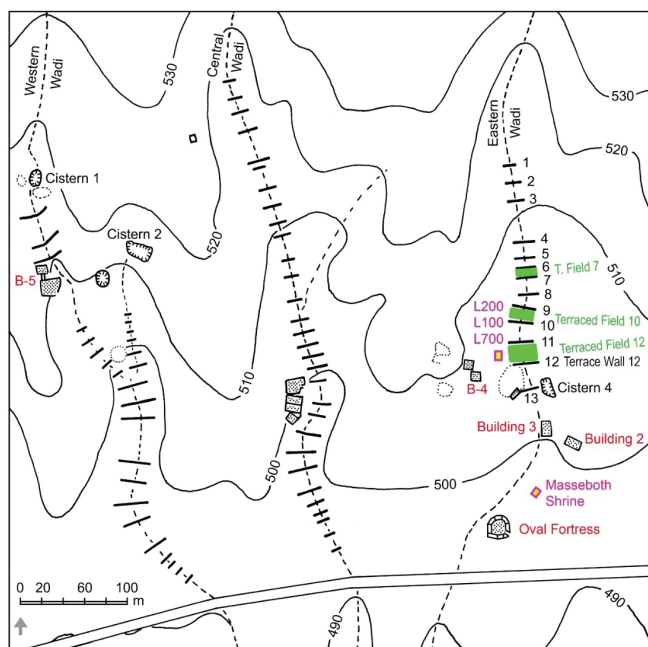 530
530
Western
Wadi
Central
Wadi
Eastern
Wadi
520
520
1
2
3
4
5
6
7
8
9
10
11
12
13
Cistern 1
Cistern 2
B-5
510
510
T. Field 7
L200
L100
L700
Terraced Field 10
Terraced Field 12
Terrace Wall 12
B-4
Cistern 4
Building 3
Building 2
500
500
Masseboth
Shrine
Oval Fortress
0 20 60 100
m
490
490